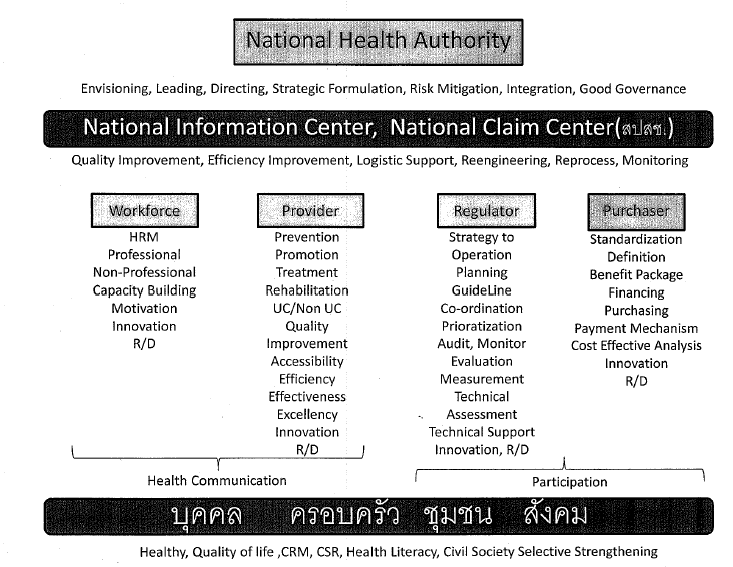 National Health Authority
Envisioning, Leading, Directing, Strategic Formulation, Risk Mitigation, Integration, Good Governance
National Information Center, National Claim Center(สปสช.)
Quality Improvement, Efficiency Improvement, Logistic Support, Reengineering, Reprocess, Monitoring
Workforce
HRM
Professional
Non-Professional
Capacity Building
Motivation
Innovation
R/D
Provider
Prevention
Promotion
Treatment
Rehabilitation
UC/Non UC
Quality
Improvement
Accessibility
Efficiency
Effectiveness
Excellency
Innovation
R/D
Regulator
Strategy to
Operation
Planning
GuideLine
Co-ordination
Prioratization
Audit, Monitor
Evaluation
Measurement
Technical
Assessment
Technical Support
Innovation, R/D
Purchaser
Standardization
Definition
Benefit Package
Financing
Purchasing
Payment Mechanism
Cost Effective Analysis
Innovation
R/D
Health Communication
Participation
บุคคล ครอบครัว ชุมชน สังคม
Healthy, Quality of life ,CRM, CSR, Health Literacy, Civil Society Selective Strengthening